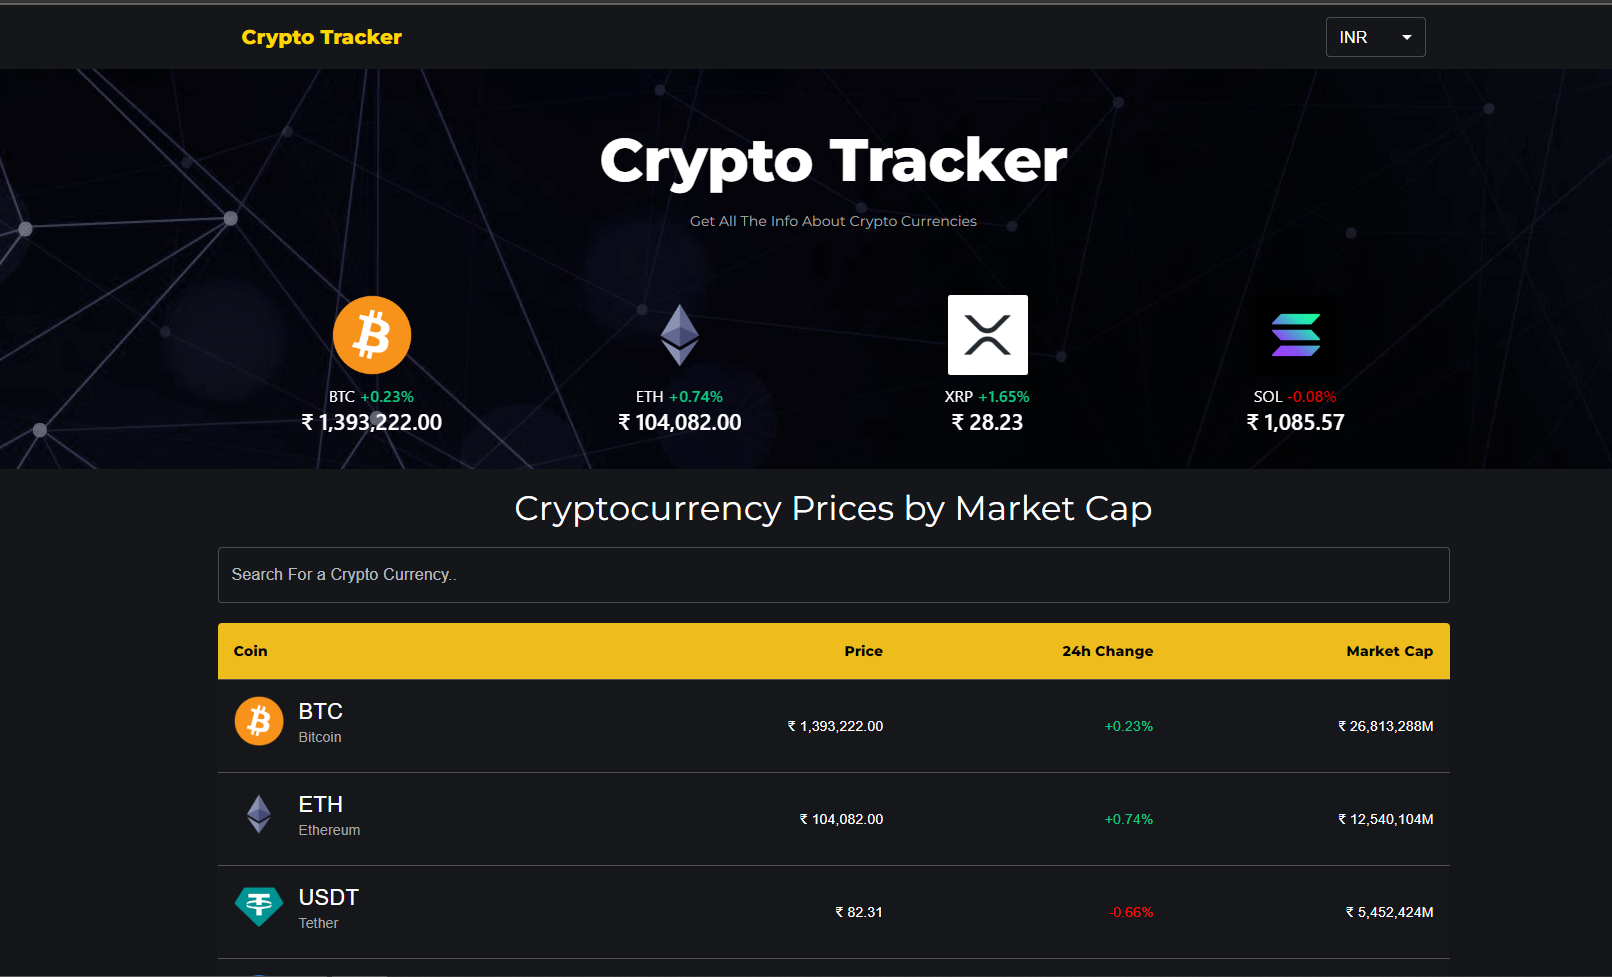 Crypto Tracker
INR
Crypto Tracker
Get All The Info About Crypto Currencies
BTC +0.23%
₹ 1,393,222.00
ETH +0.74%
₹ 104,082.00
XRP +1.65%
₹ 28.23
SOL -0.08%
₹ 1,085.57
Cryptocurrency Prices by Market Cap
Search For a Crypto Currency..
Coin Price 24h Change Market Cap
BTC
Bitcoin
₹ 1,393,222.00 +0.23% ₹ 26,813,288M
ETH
Ethereum
₹ 104,082.00 +0.74% ₹ 12,540,104M
USDT
Tether
₹ 82.31 -0.66% ₹ 5,452,424M